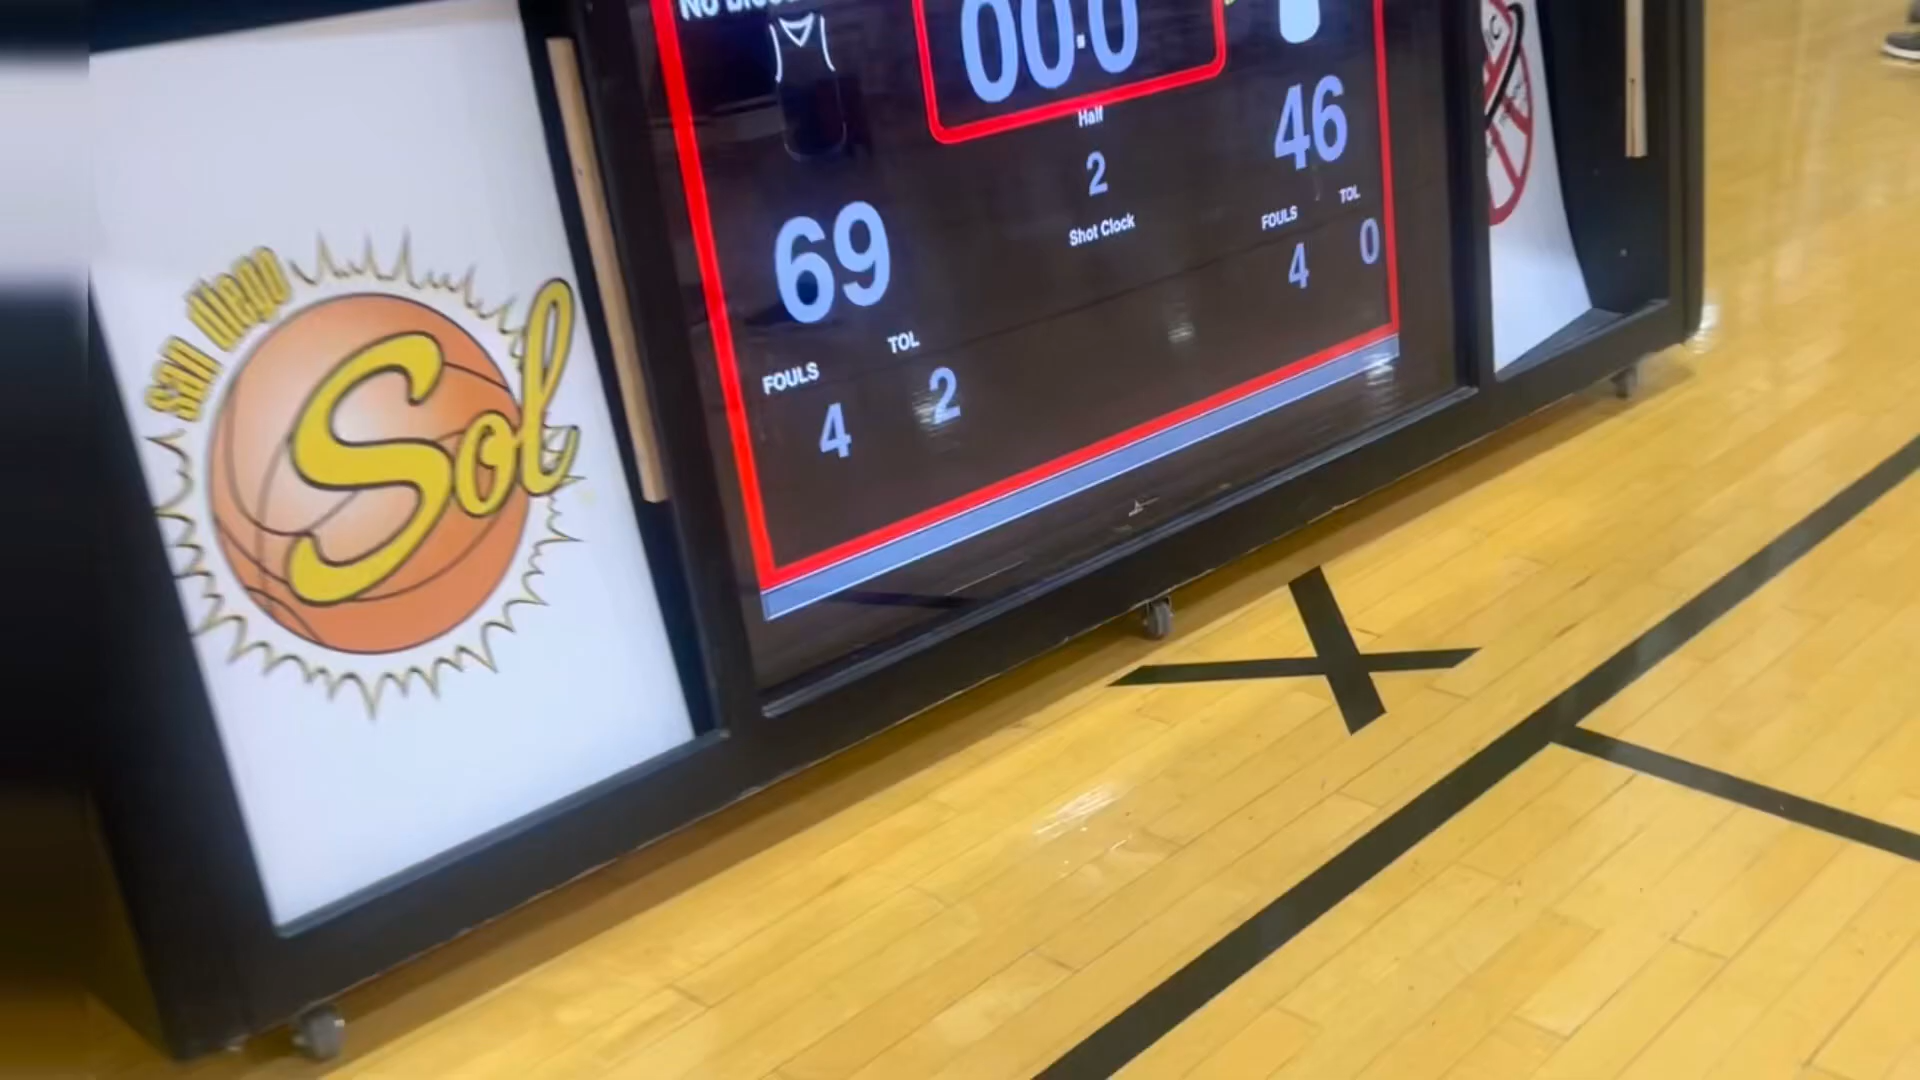 San Diego
Sol
No
00.0
Half
2
Shot Clock
69
FOULS
TOL
4
2
46
FOULS
TOL
4
0